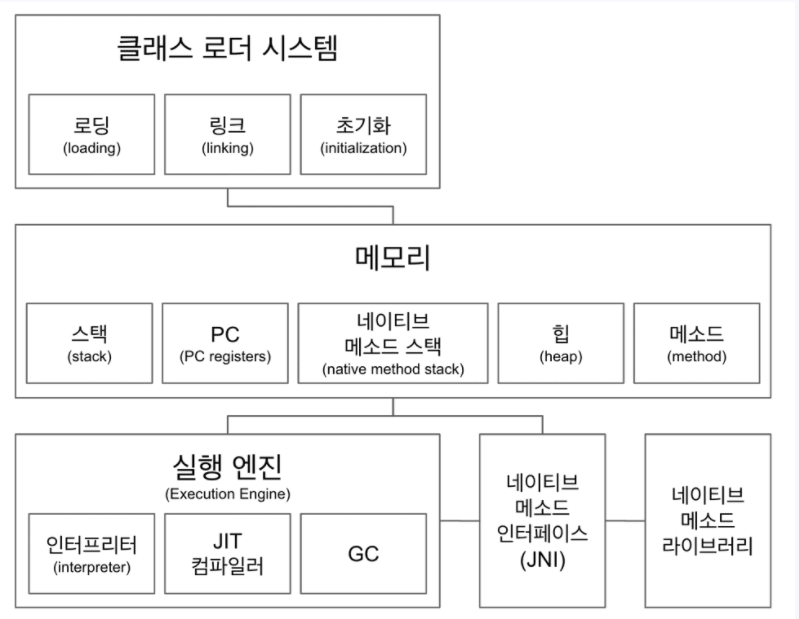 클래스 로더 시스템
로딩
(loading)
링크
(linking)
초기화
(initialization)
메모리
스택
(stack)
PC
(PC registers)
네이티브
메소드 스택
(native method stack)
힙
(heap)
메소드
(method)
실행 엔진
(Execution Engine)
인터프리터
(interpreter)
JIT
컴파일러
GC
네이티브
메소드
인터페이스
(JNI)
네이티브
메소드
라이브러리